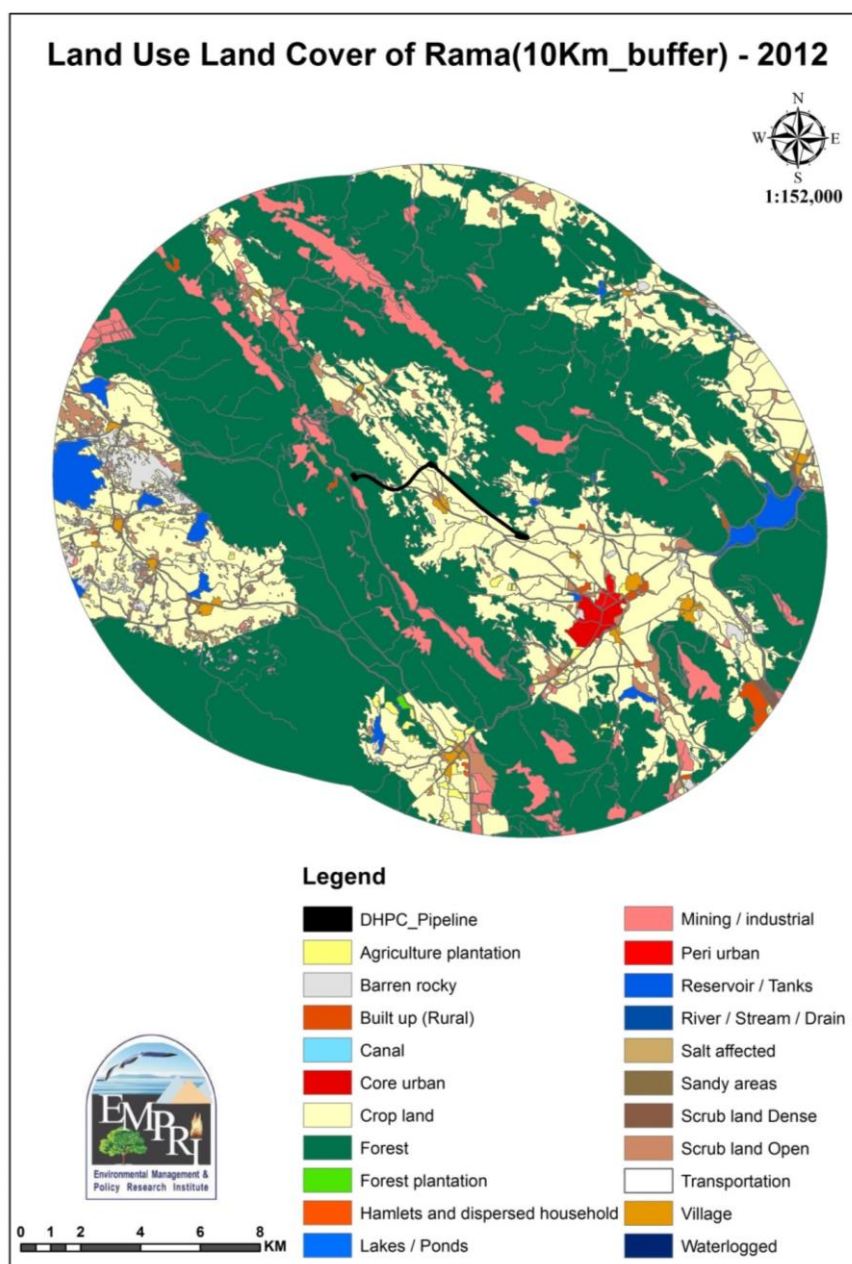 Land Use Land Cover of Rama(10Km_buffer) - 2012
N
W E
S
1:152,000
Legend
DHPC_Pipeline
Agriculture plantation
Barren rocky
Built up (Rural)
Canal
Core urban
Crop land
Forest
Forest plantation
Hamlets and dispersed household
Lakes / Ponds
Mining / industrial
Peri urban
Reservoir / Tanks
River / Stream / Drain
Salt affected
Sandy areas
Scrub land Dense
Scrub land Open
Transportation
Village
Waterlogged
EMPRI
Environmental Management &
Policy Research Institute
0 1 2 4 6 8
KM